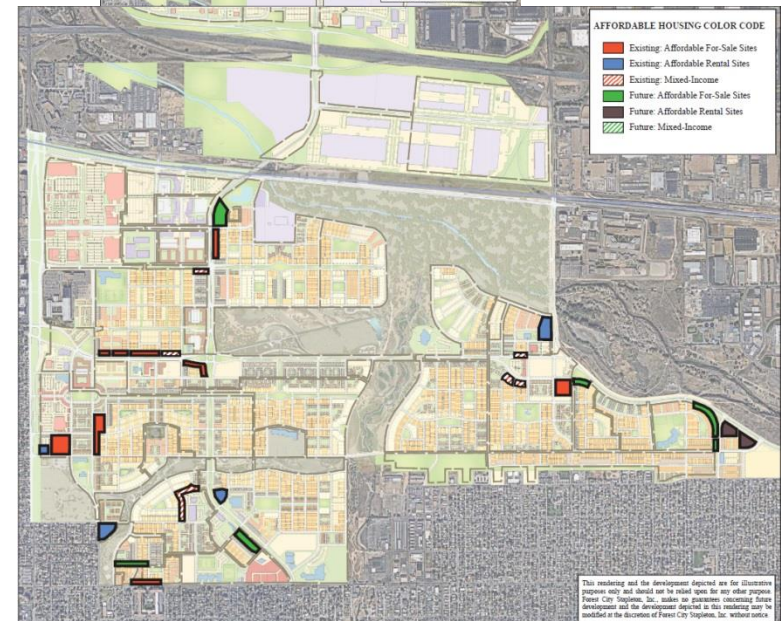 AFFORDABLE HOUSING COLOR CODE
Existing: Affordable For-Sale Sites
Existing: Affordable Rental Sites
Existing: Mixed-Income
Future: Affordable For-Sale Sites
Future: Affordable Rental Sites
Future: Mixed-Income
This rendering and the development depicted are for illustrative
purposes only and should not be relied upon for any other purpose.
Forest City Stapleton, Inc., makes no guarantees concerning future
development and the development depicted in this rendering may be
modified at the discretion of Forest City Stapleton, Inc. without notice.